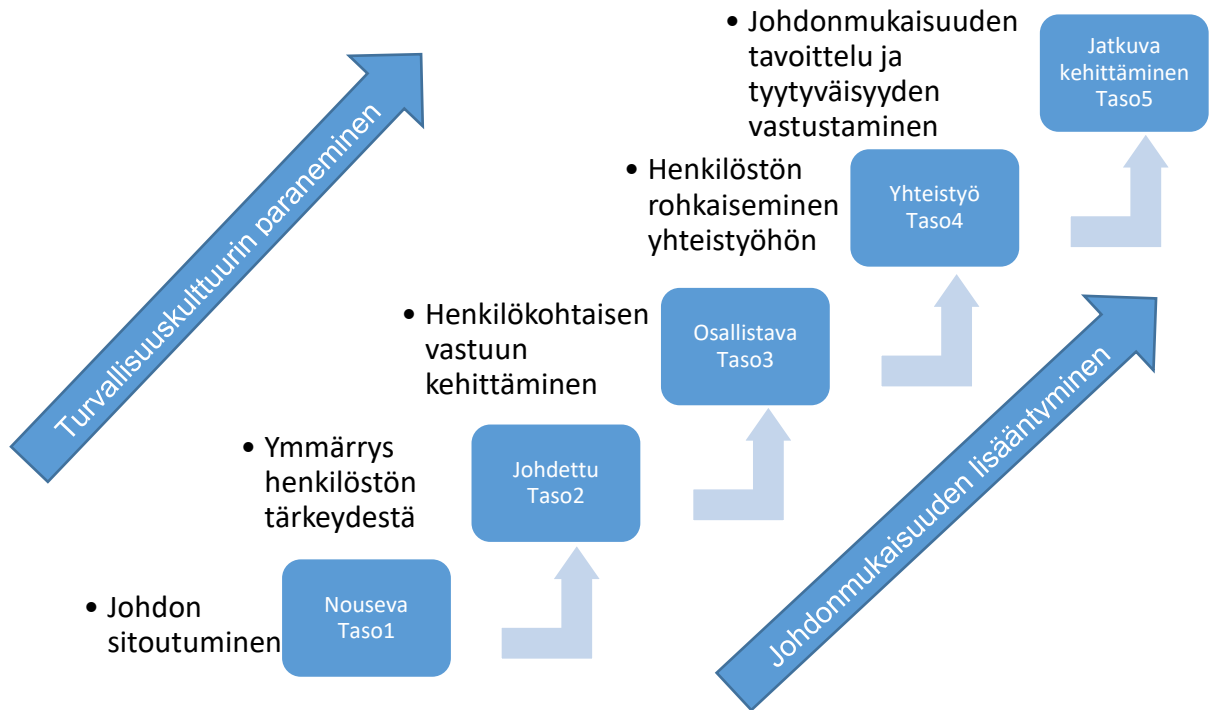 • Johdonmukaisuuden
tavoittelu ja
tyytyväisyyden
vastustaminen
Jatkuva
kehittäminen
Taso5
Turvallisuuskulttuurin paraneminen
• Henkilöstön
rohkaiseminen
yhteistyöhön
Yhteistyö
Taso4
• Henkilökohtaisen
vastuun
kehittäminen
Osallistava
Taso3
• Ymmärrys
henkilöstön
tärkeydestä
Johdettu
Taso2
Johdonmukaisuuden lisääntyminen
• Johdon
sitoutuminen
Nouseva
Taso1